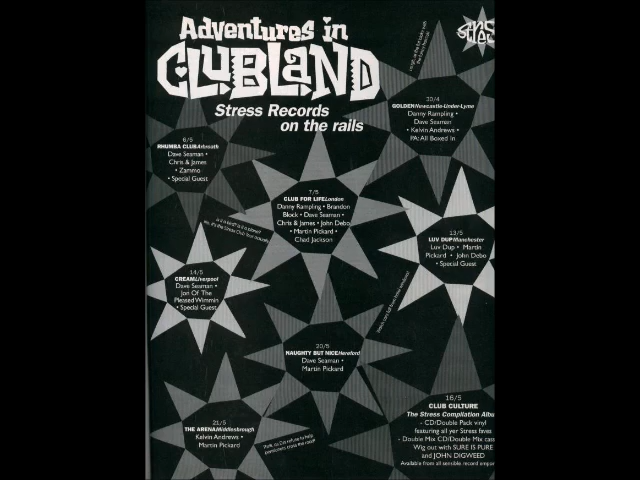 Adventures in
CLUBLAND
Stress Records
on the rails
30/4
GOLDEN Newcastle-Under-Lyme
Danny Rampling •
Dave Seaman
• Kelvin Andrews •
PA: All Boxed in
6/5
RHUMBA CLUB Arbroath
Dave Seaman •
Chris & James
• Zammo
• Special Guest
7/5
CLUB FOR LIFE London
Danny Rampling • Brandon
Block • Dave Seaman •
Chris & James • John Debo
• Martin Pickard •
Chad Jackson
13/5
LUV DUP Manchester
Luv Dup • Martin
Pickard • John Debo
• Special Guest
14/5
CREAM Liverpool
Dave Seaman •
Jon Of The
Pleased Wimmin
• Special Guest
20/5
NAUGHTY BUT NICE Hereford
Dave Seaman •
Martin Pickard
21/5
THE ARENA Middlesbrough
Kelvin Andrews •
Martin Pickard
16/5
CLUB CULTURE
The Stress Compilation Albu
- CD/Double Pack vinyl
featuring all yer Stress faves
- Double Mix CD/Double Mix cass
Wig out with SURE IS PURE
and JOHN DIGWEED
Available from all sensible record empor